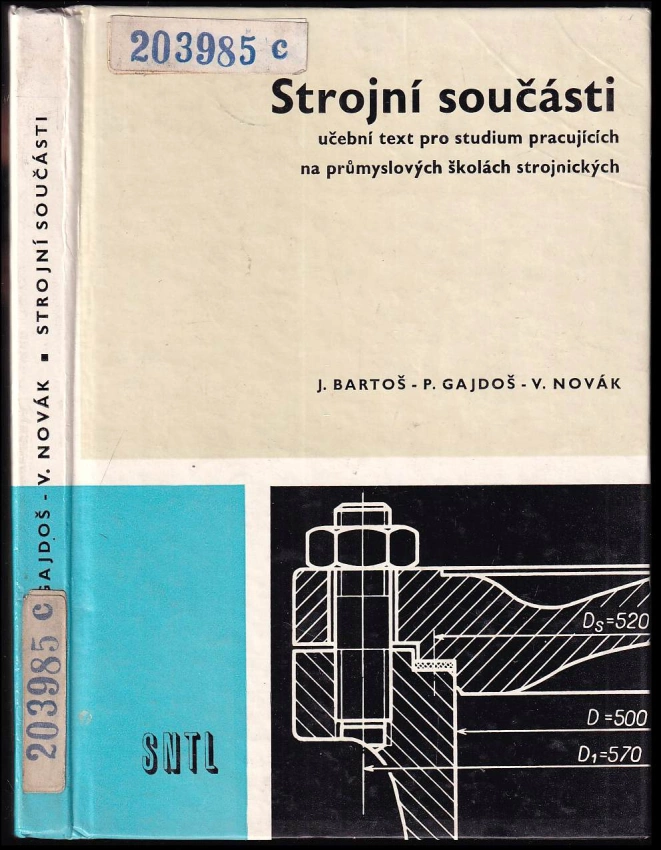 203985 c
Strojní součásti
učební text pro studium pracujících
na průmyslových školách strojnických
J. BARTOŠ - P. GAJDOŠ - V. NOVÁK
GAJDOŠ - V. NOVÁK ■ STROJNÍ SOUČÁSTI
203985 c
SNTL
Ds=520
D=500
D1=570